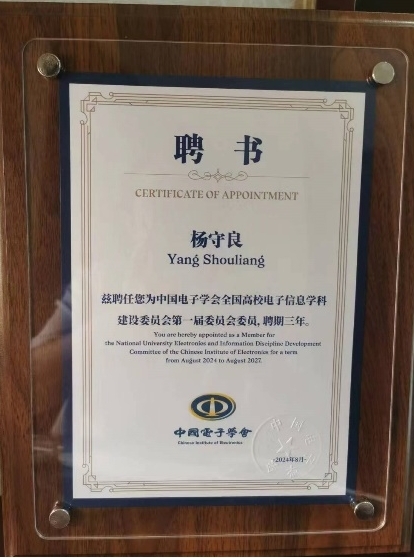 聘书
CERTIFICATE OF APPOINTMENT
杨守良
Yang Shouliang
兹聘任您为中国电子学会全国高校电子信息学科
建设委员会第一届委员会委员,聘期三年。
You are hereby appointed as a Member for
the National University Electronics and Information Discipline Development
Committee of the Chinese Institute of Electronics for a term
from August 2024 to August 2027.
中國電子學會
Chinese Institute of Electronics
2024年8月